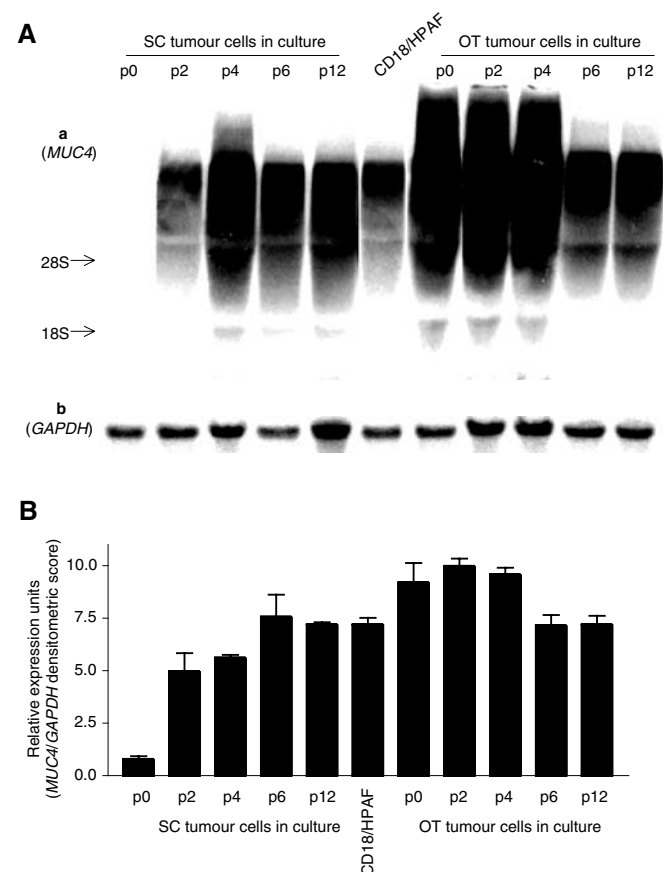 A
SC tumour cells in culture
CD18/HPAF
OT tumour cells in culture
p0 p2 p4 p6 p12 p0 p2 p4 p6 p12
a
(MUC4)
28S→
18S→
b
(GAPDH)
B
Relative expression units
(MUC4/GAPDH densitometric score)
10.0
7.5
5.0
2.5
0.0
p0 p2 p4 p6 p12 CD18/HPAF p0 p2 p4 p6 p12
SC tumour cells in culture OT tumour cells in culture